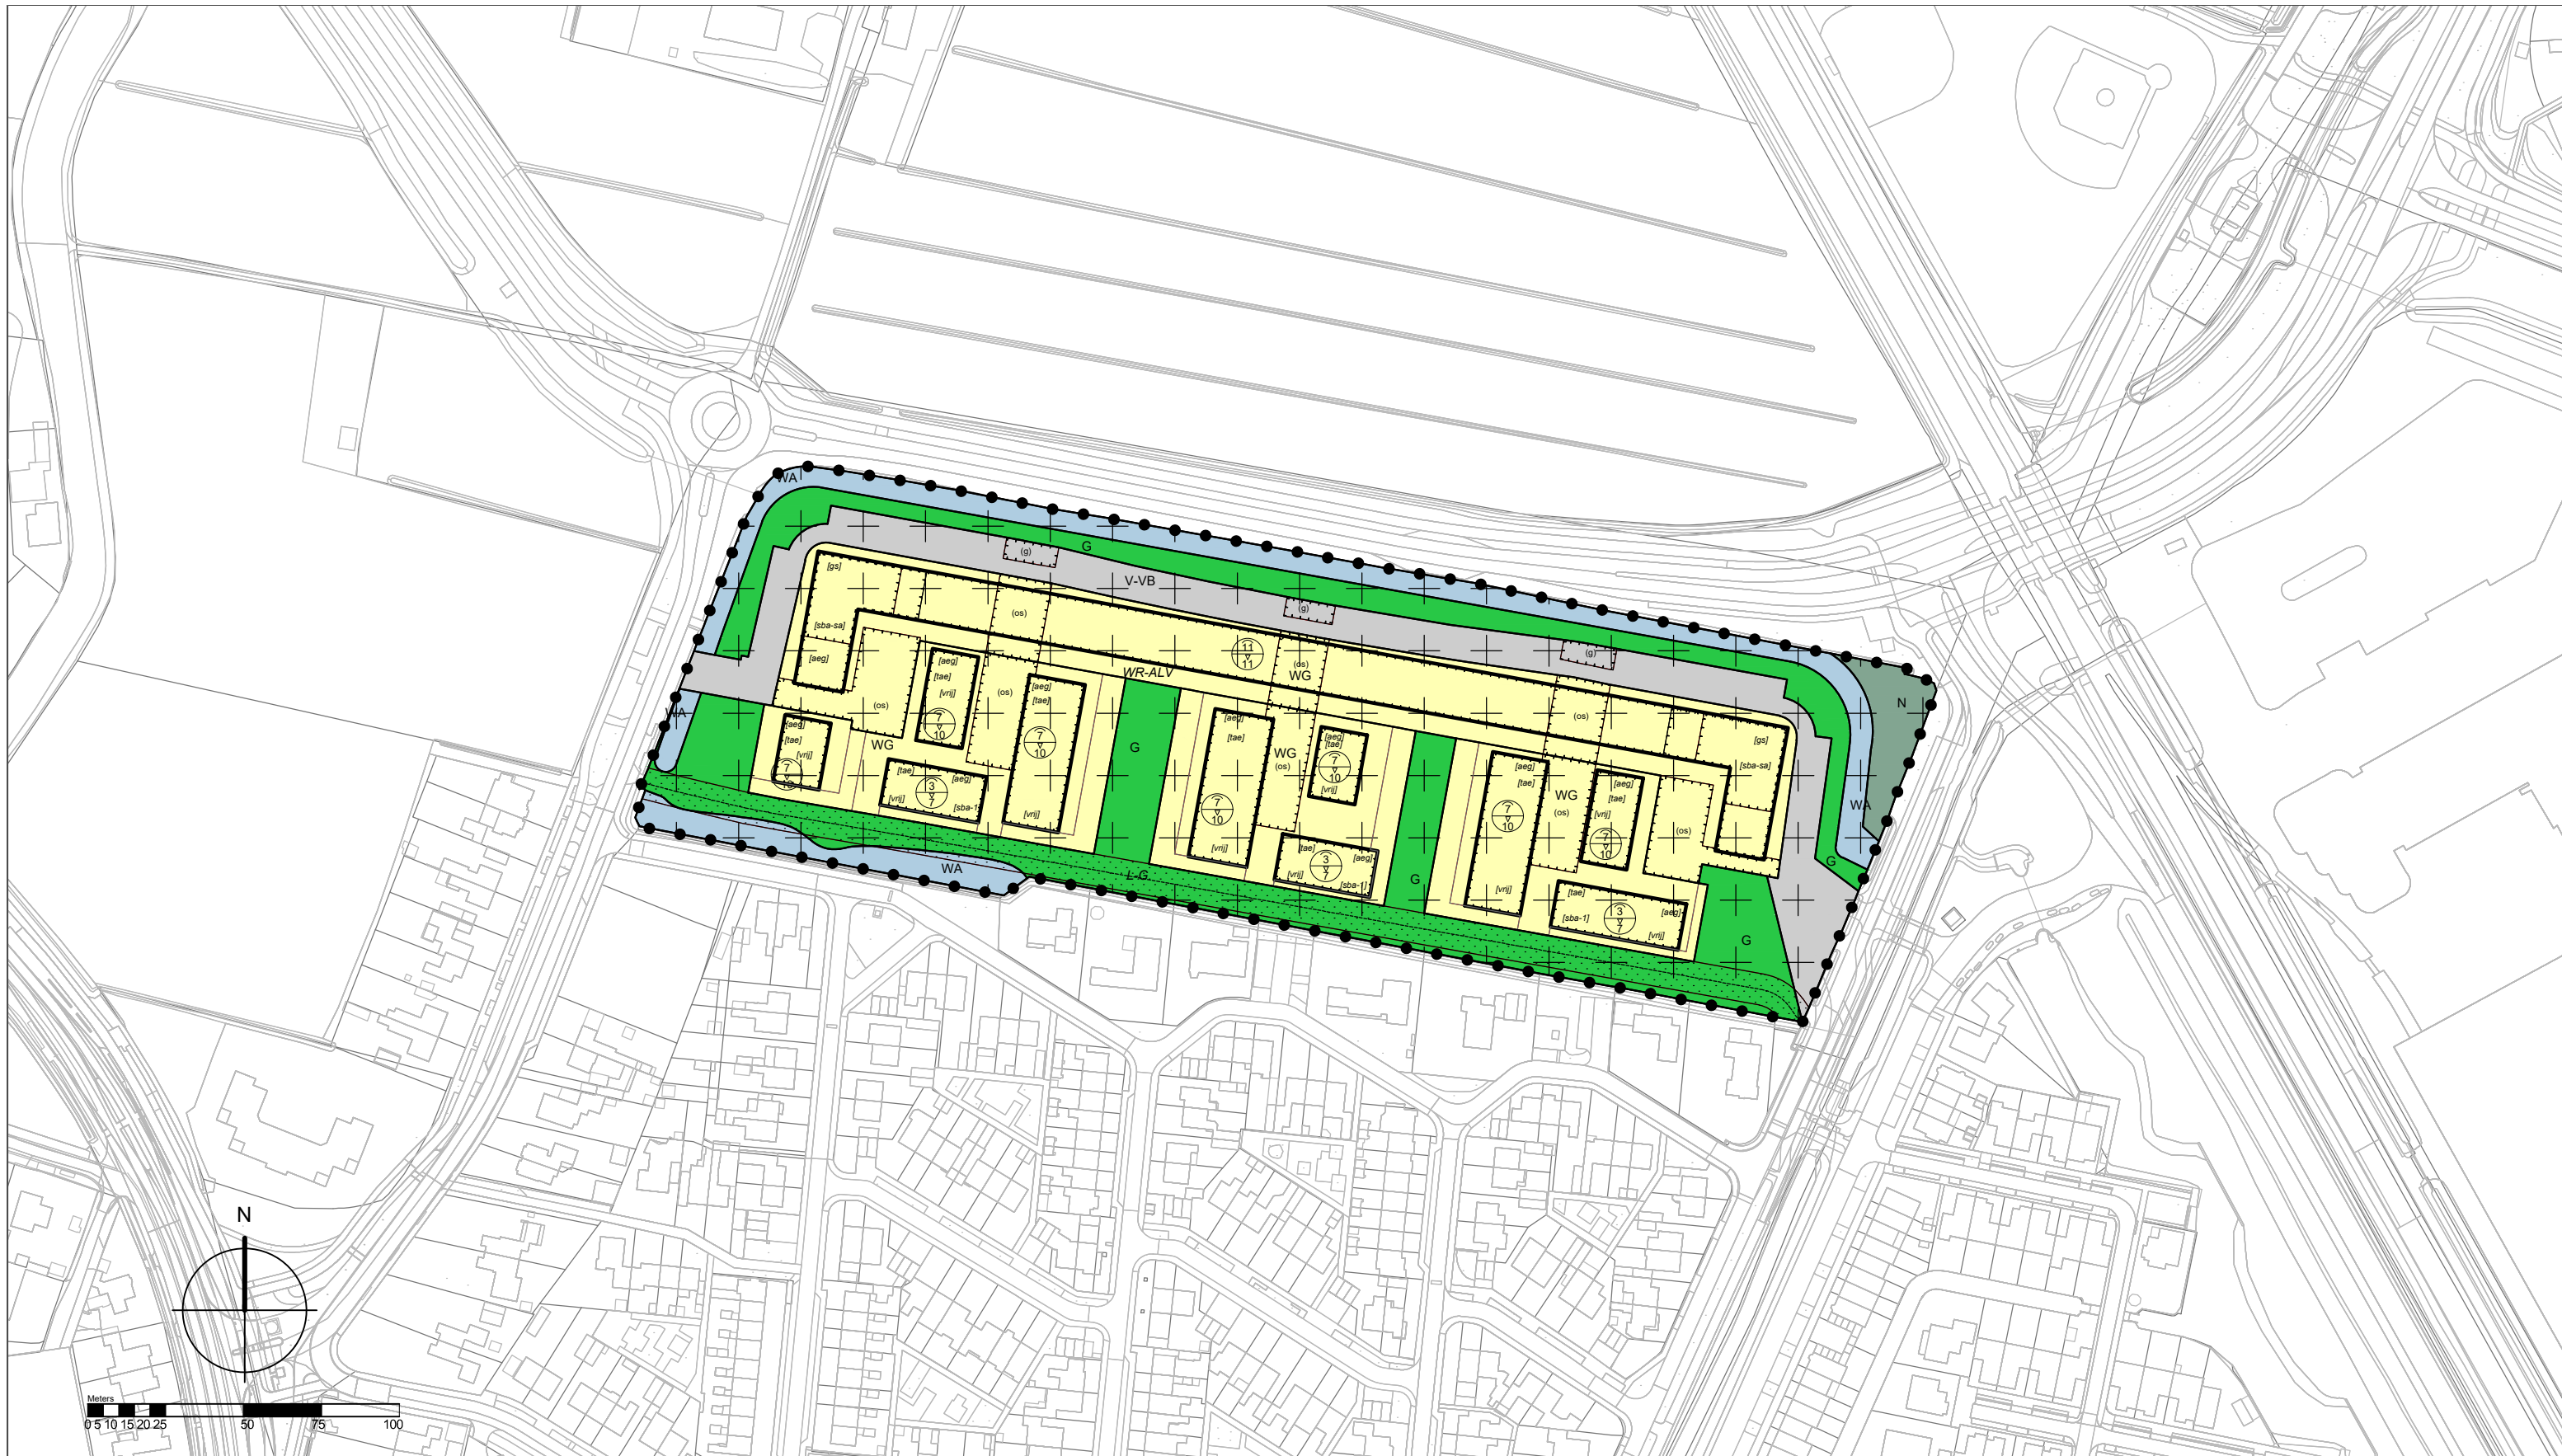 WA
(g)
G
V-VB
[gs]
(g)
(os)
[sba-sa]
11
11
(g)
[aeg]
[aeg]
(os)
WG
WR-ALV
[tae]
[vrij]
(os)
[aeg]
[tae]
N
(os)
WA
7
10
[aeg]
[tae]
[vrij]
7
10
WG
7
10
G
[aeg]
[tae]
(os)
[gs]
WG
(os)
[aeg]
[tae]
7
10
[vrij]
[aeg]
[tae]
[sba-sa]
[tae]
[aeg]
3
7
[vrij]
[sba-1]
[vrij]
7
10
WG
(os)
[aeg]
[tae]
[vrij]
7
10
WA
7
10
(os)
[vrij]
[tae]
[aeg]
3
7
[vrij]
[sba-1]
G
WA
L-G
G
[vrij]
[tae]
[aeg]
[sba-1]
3
7
[vrij]
G
N
Meters
0 5 10 15 20 25 50 75 100